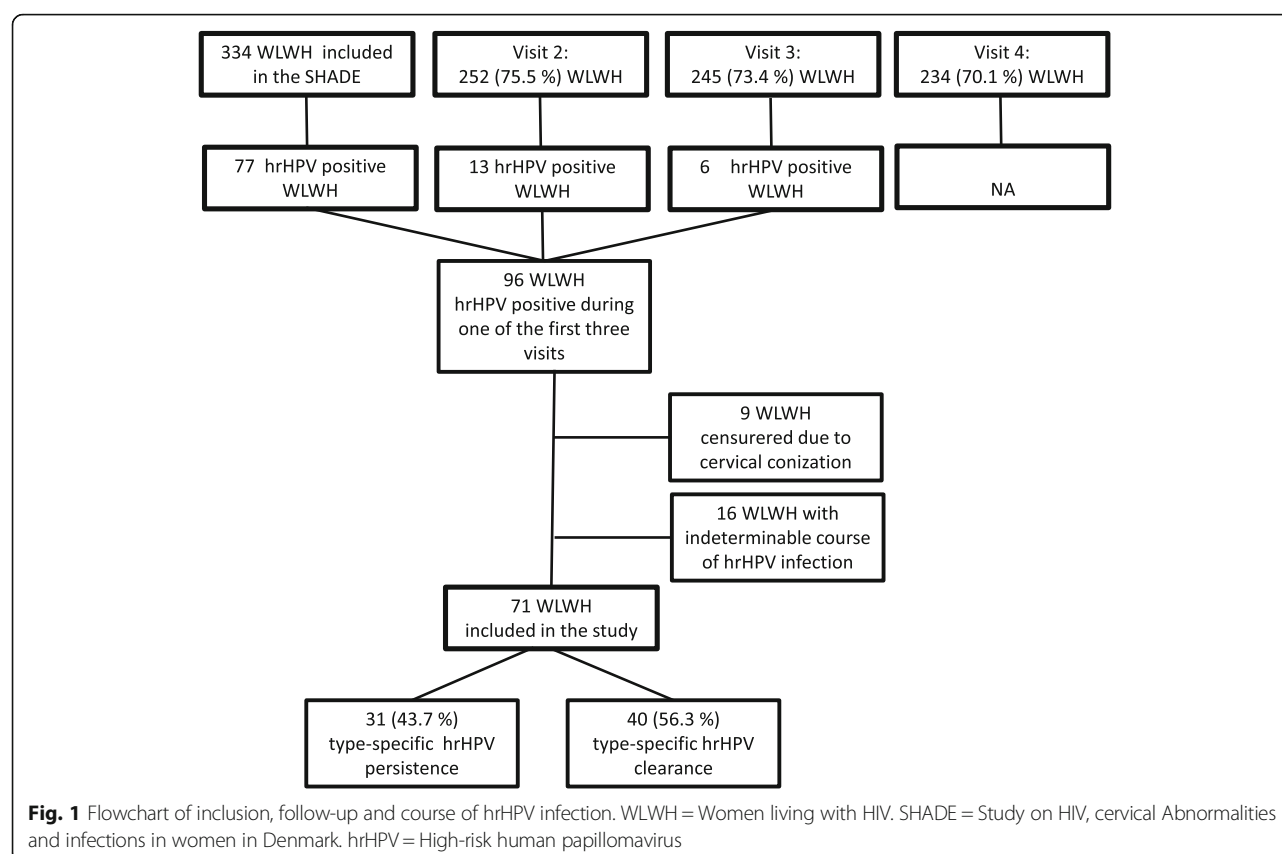 334 WLWH included
in the SHADE
Visit 2:
252 (75.5 %) WLWH
Visit 3:
245 (73.4 %) WLWH
Visit 4:
234 (70.1 %) WLWH
77 hrHPV positive
WLWH
13 hrHPV positive
WLWH
6 hrHPV positive
WLWH
NA
96 WLWH
hrHPV positive during
one of the first three
visits
9 WLWH
censurered due to
cervical conization
16 WLWH with
indeterminable course
of hrHPV infection
71 WLWH
included in the study
31 (43.7 %)
type-specific hrHPV
persistence
40 (56.3 %)
type-specific hrHPV
clearance
Fig. 1 Flowchart of inclusion, follow-up and course of hrHPV infection. WLWH = Women living with HIV. SHADE = Study on HIV, cervical Abnormalities
and infections in women in Denmark. hrHPV = High-risk human papillomavirus